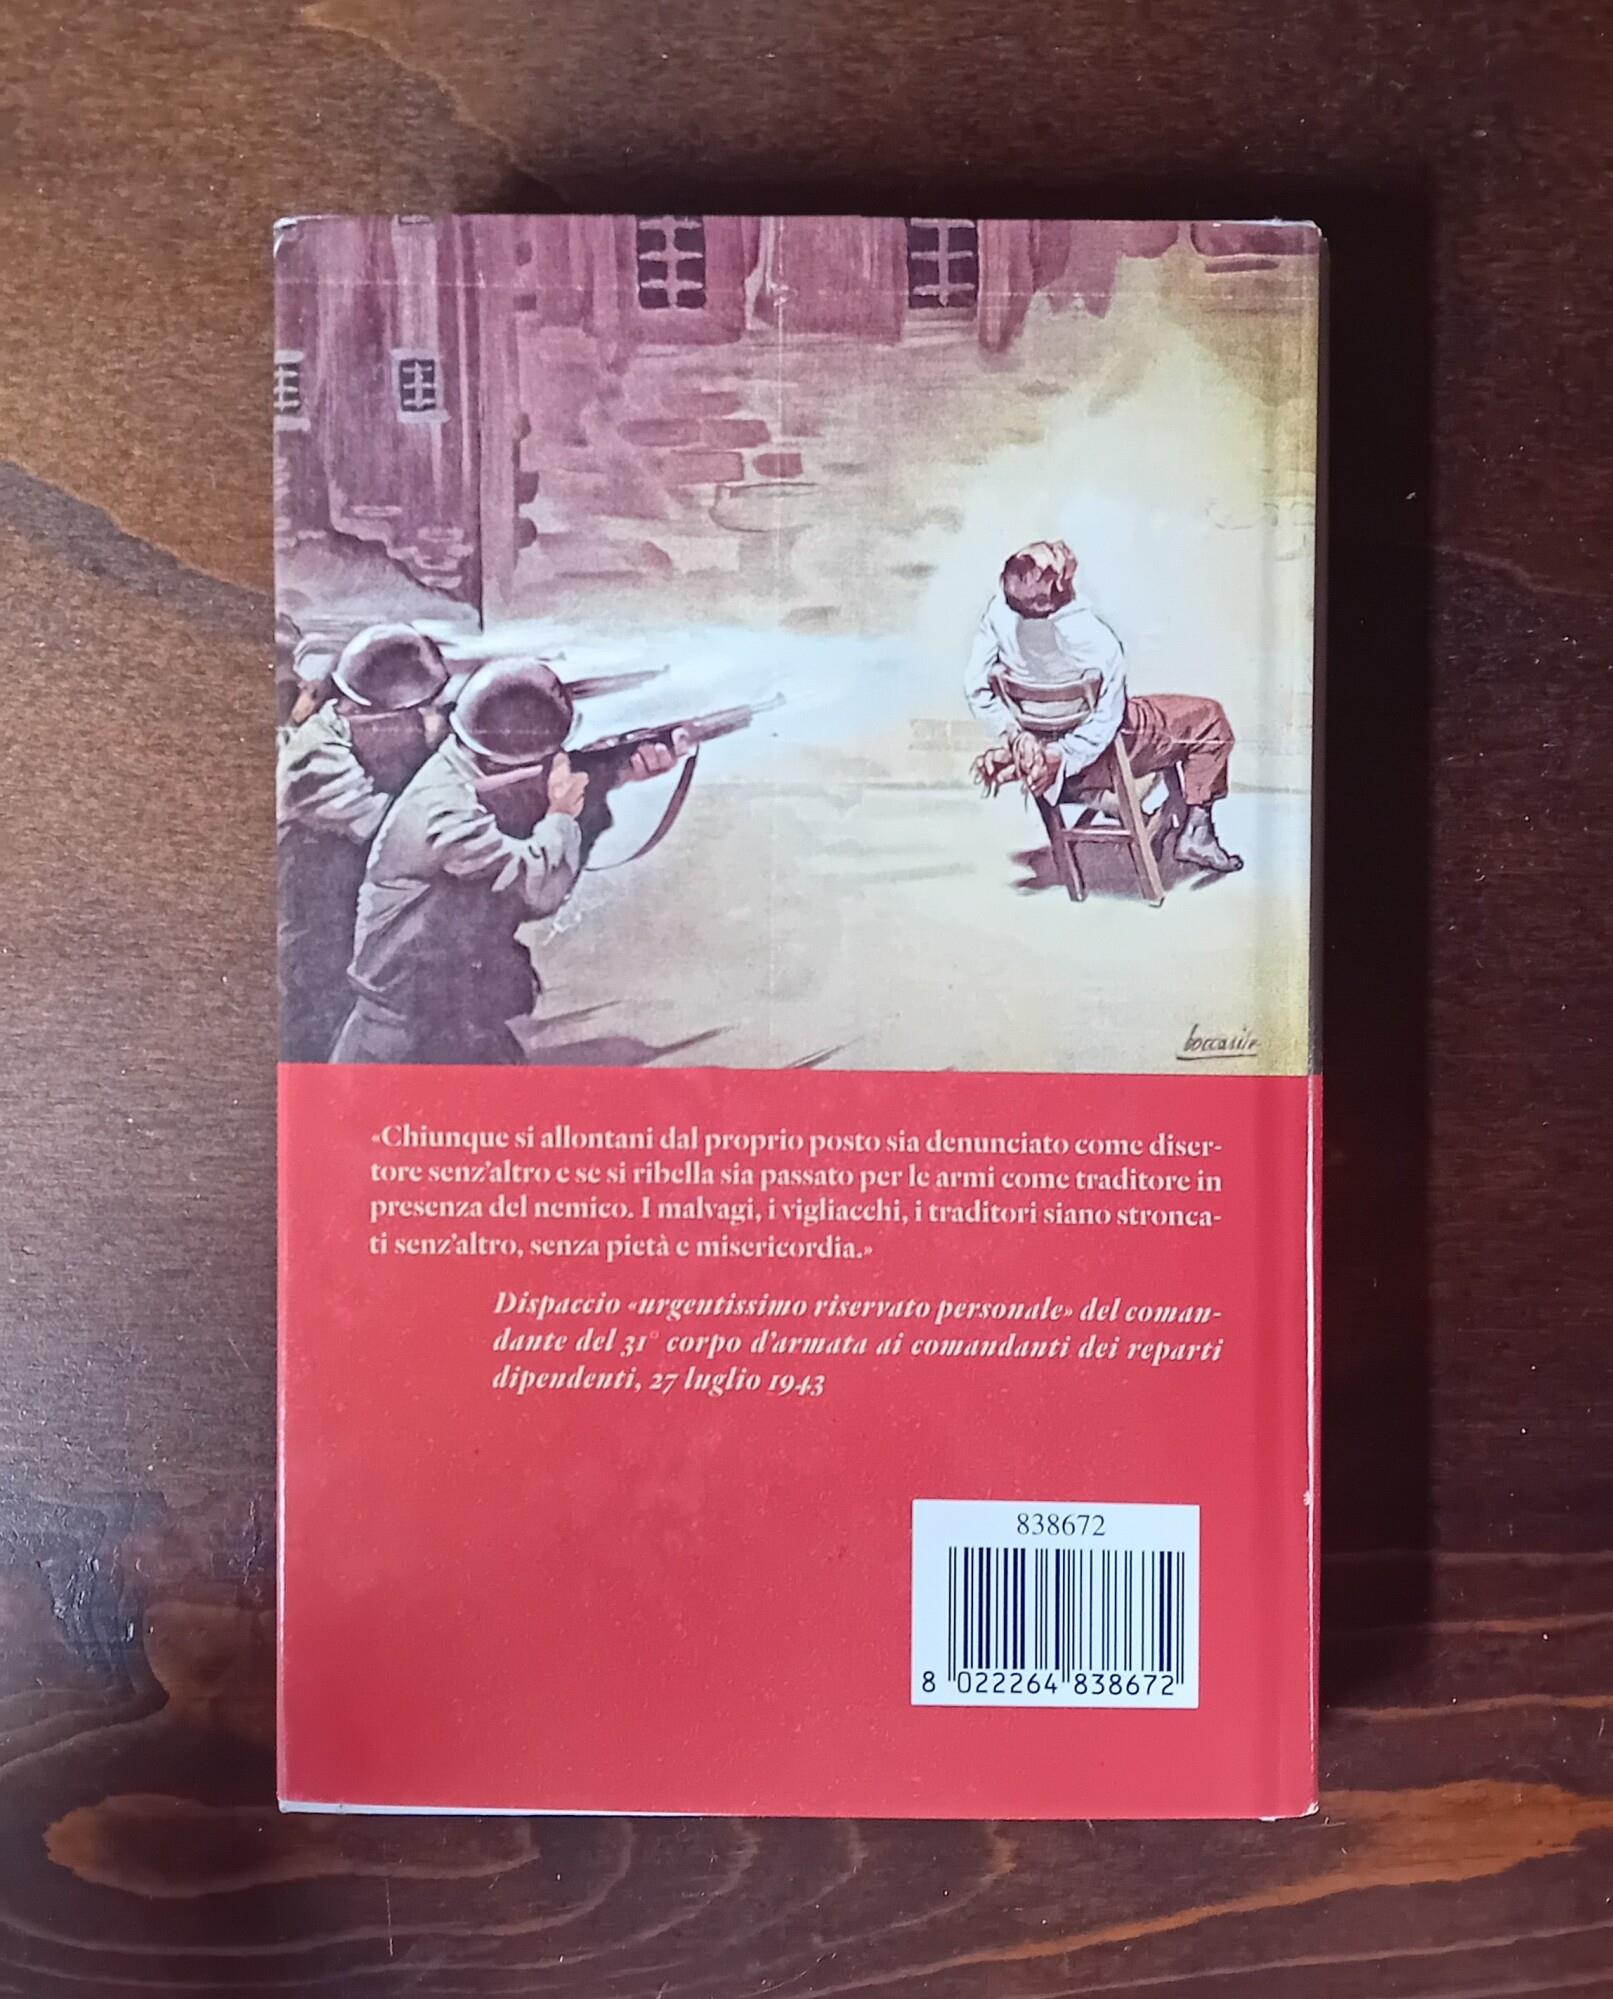 boccasile
«Chiunque si allontani dal proprio posto sia denunciato come diser-
tore senz'altro e se si ribella sia passato per le armi come traditore in
presenza del nemico. I malvagi, i vigliacchi, i traditori siano stronca-
ti senz'altro, senza pietà e misericordia.»
Dispaccio «urgentissimo riservato personale» del coman-
dante del 31° corpo d'armata ai comandanti dei reparti
dipendenti, 27 luglio 1943
838672
8 022264 838672